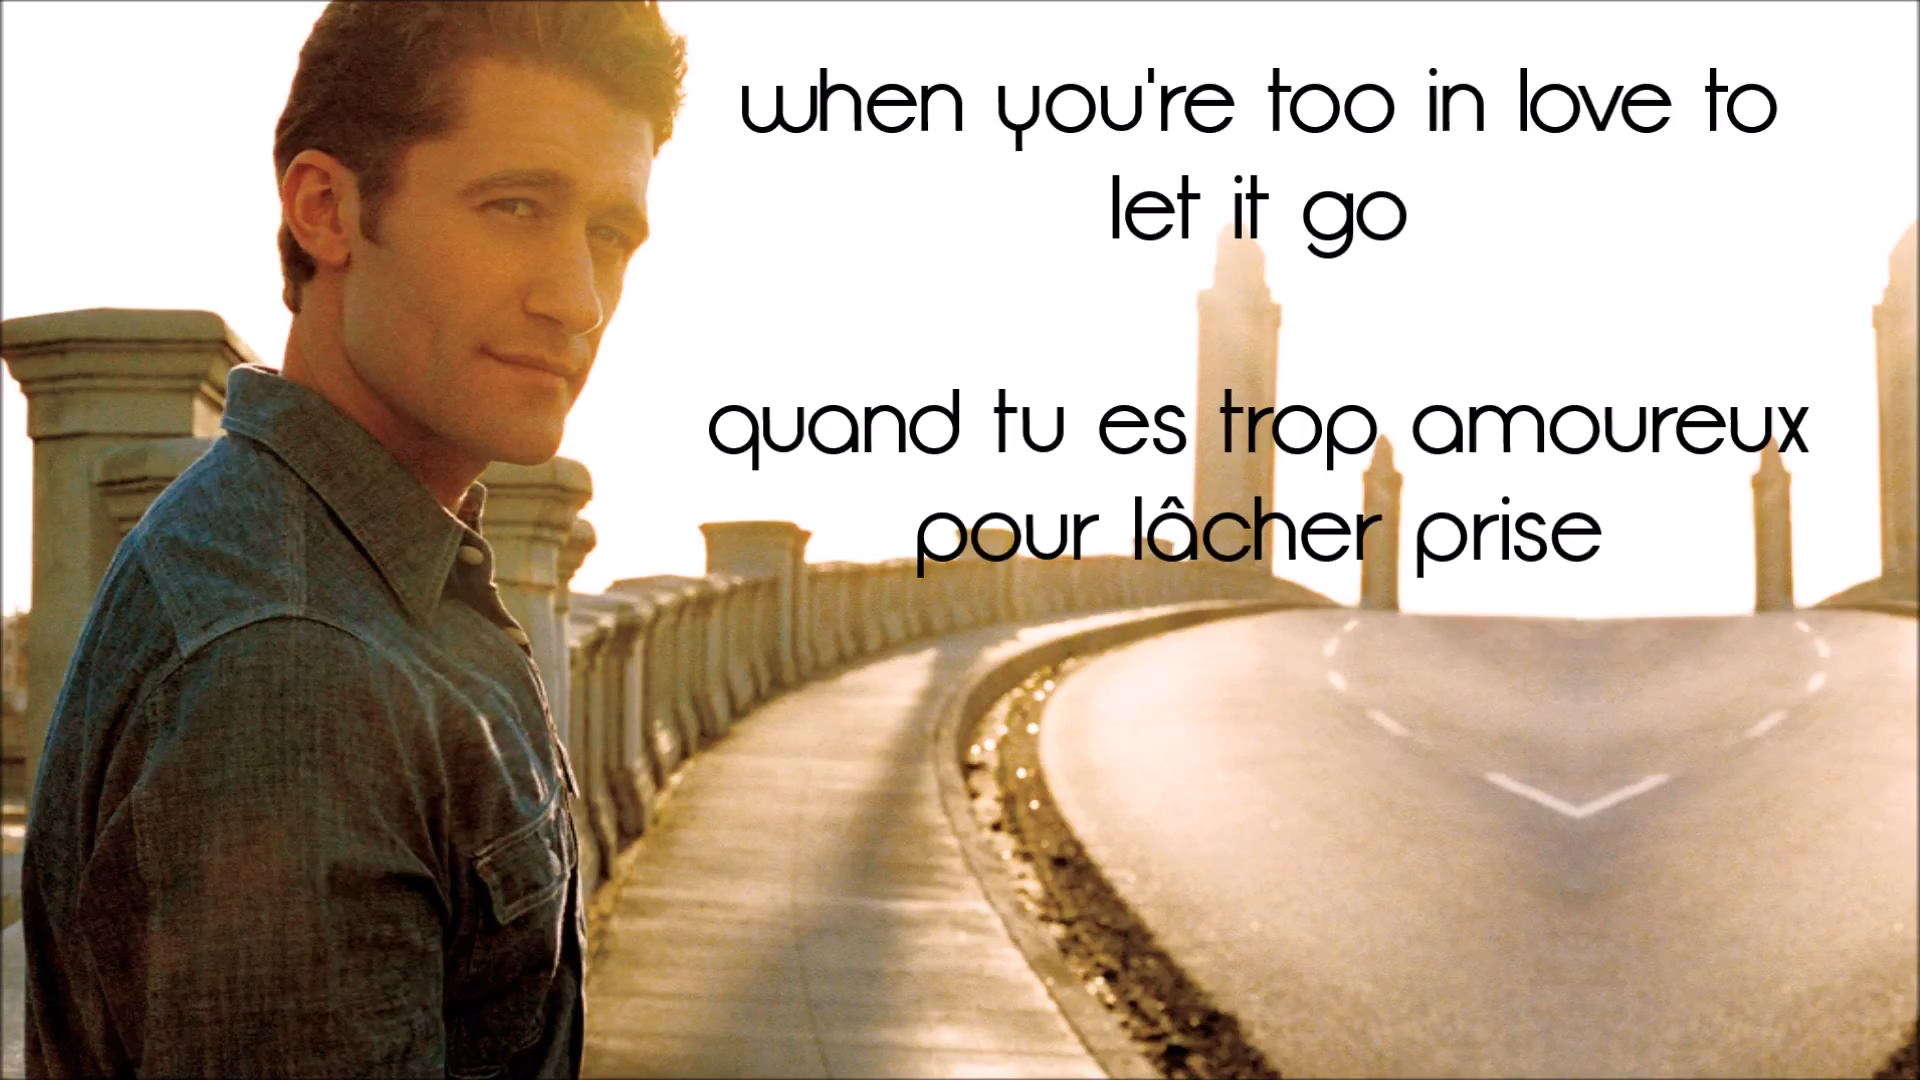 when you're too in love to
let it go
quand tu es trop amoureux
pour lâcher prise